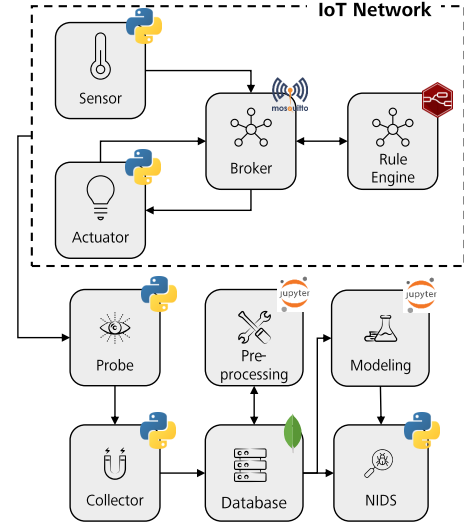 IoT Network
Sensor
mosquitto
Broker
Rule
Engine
Actuator
Probe
jupyter
Pre-
processing
jupyter
Modeling
Collector
Database
NIDS